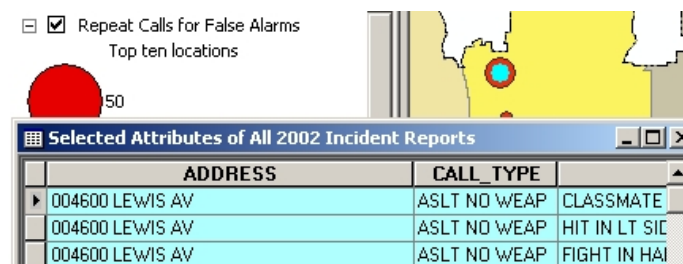 Repeat Calls for False Alarms
Top ten locations
50
Selected Attributes of All 2002 Incident Reports
ADDRESS CALL_TYPE
004600 LEWIS AV ASLT NO WEAP CLASSMATE
004600 LEWIS AV ASLT NO WEAP HIT IN LT SID
004600 LEWIS AV ASLT NO WEAP FIGHT IN HAL